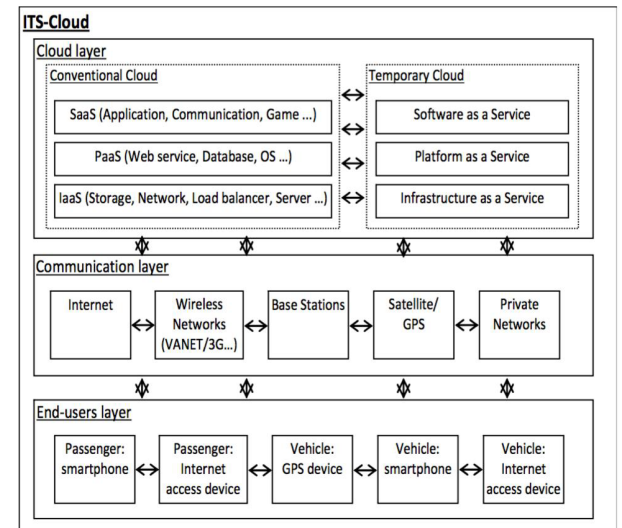 ITS-Cloud
Cloud layer
Conventional Cloud
SaaS (Application, Communication, Game ...)
PaaS (Web service, Database, OS ...)
IaaS (Storage, Network, Load balancer, Server ...)
Temporary Cloud
Software as a Service
Platform as a Service
Infrastructure as a Service
Communication layer
Internet
Wireless
Networks
(VANET/3G...)
Base Stations
Satellite/
GPS
Private
Networks
End-users layer
Passenger:
smartphone
Passenger:
Internet
access device
Vehicle:
GPS device
Vehicle:
smartphone
Vehicle:
Internet
access device